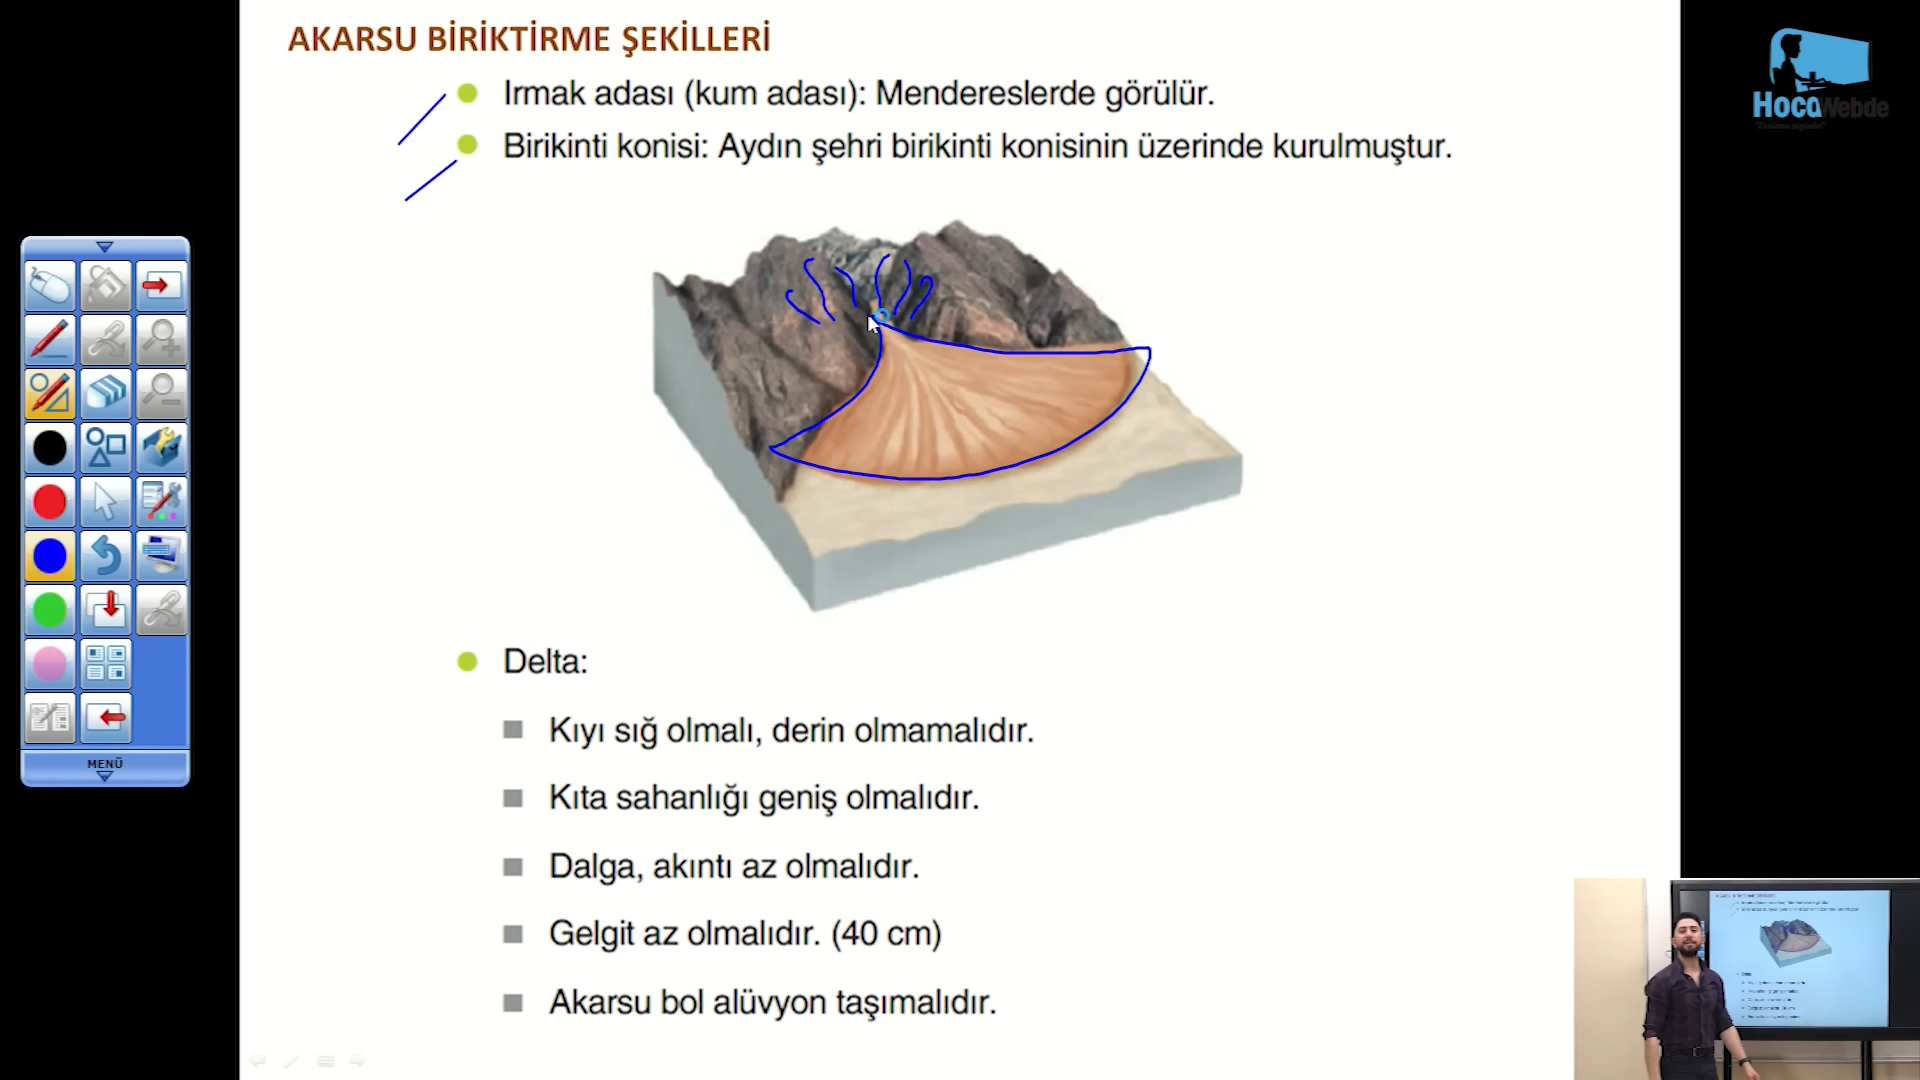 AKARSU BİRİKTİRME ŞEKİLLERİ
Irmak adası (kum adası): Mendereslerde görülür.
Birikinti konisi: Aydın şehri birikinti konisinin üzerinde kurulmuştur.
Delta:
Kıyı sığ olmalı, derin olmamalıdır.
Kıta sahanlığı geniş olmalıdır.
Dalga, akıntı az olmalıdır.
Gelgit az olmalıdır. (40 cm)
Akarsu bol alüvyon taşımalıdır.
MENÜ
HocaWebde